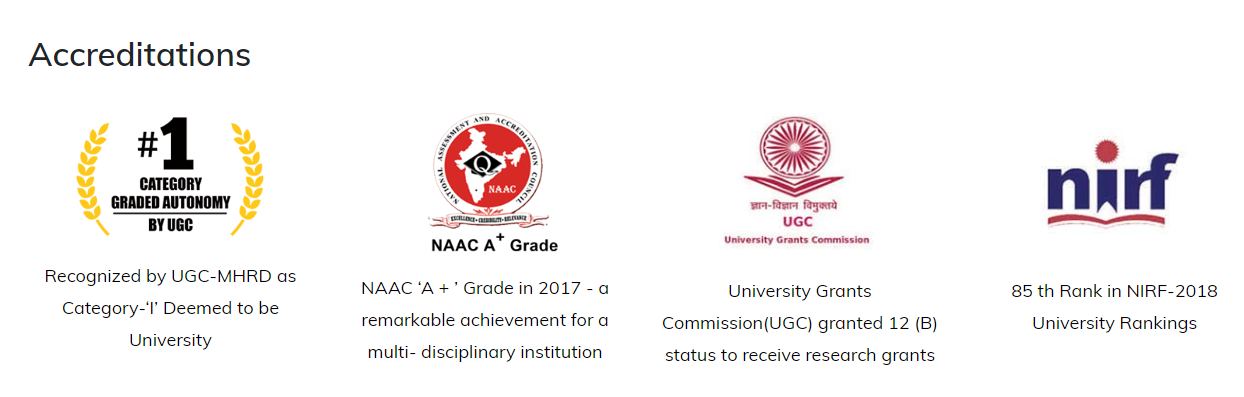 Accreditations
#1
CATEGORY
GRADED AUTONOMY
BY UGC
Recognized by UGC-MHRD as
Category-‘I’ Deemed to be
University
NATIONAL ASSESSMENT AND ACCREDITATION COUNCIL
Q
NAAC
EXCELLENCE • CREDIBILITY • RELEVANCE
NAAC A+ Grade
NAAC ‘A + ’ Grade in 2017 - a
remarkable achievement for a
multi- disciplinary institution
ज्ञान-विज्ञान विमुक्तये
UGC
University Grants Commission
University Grants
Commission(UGC) granted 12 (B)
status to receive research grants
nirf
85 th Rank in NIRF-2018
University Rankings